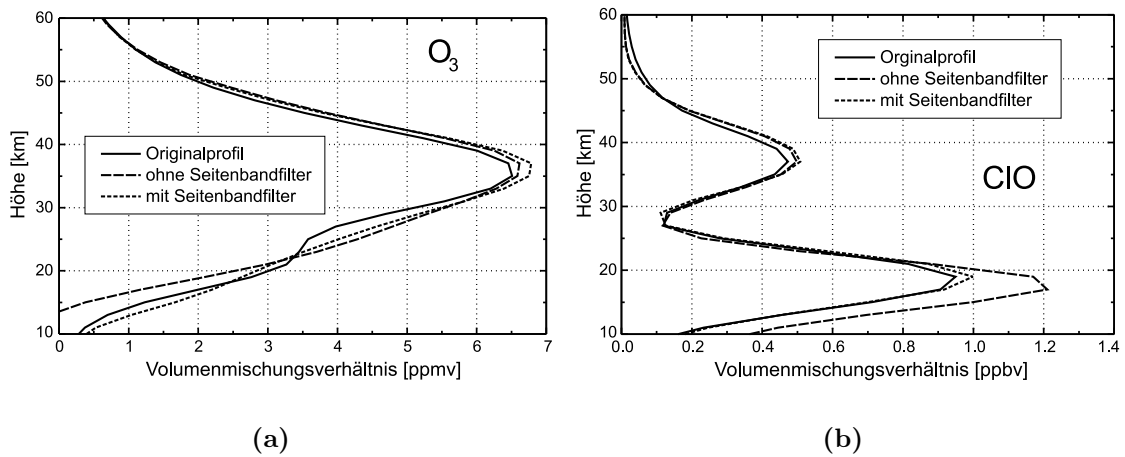 60
50
40
30
20
10
Höhe [km]
O3
Originalprofil
ohne Seitenbandfilter
mit Seitenbandfilter
0 1 2 3 4 5 6 7
Volumenmischungsverhältnis [ppmv]
(a)
60
50
40
30
20
10
Höhe [km]
Orginalprofil
ohne Seitenbandfilter
mit Seitenbandfilter
ClO
0.0 0.2 0.4 0.6 0.8 1.0 1.2 1.4
Volumenmischungsverhältnis [ppbv]
(b)